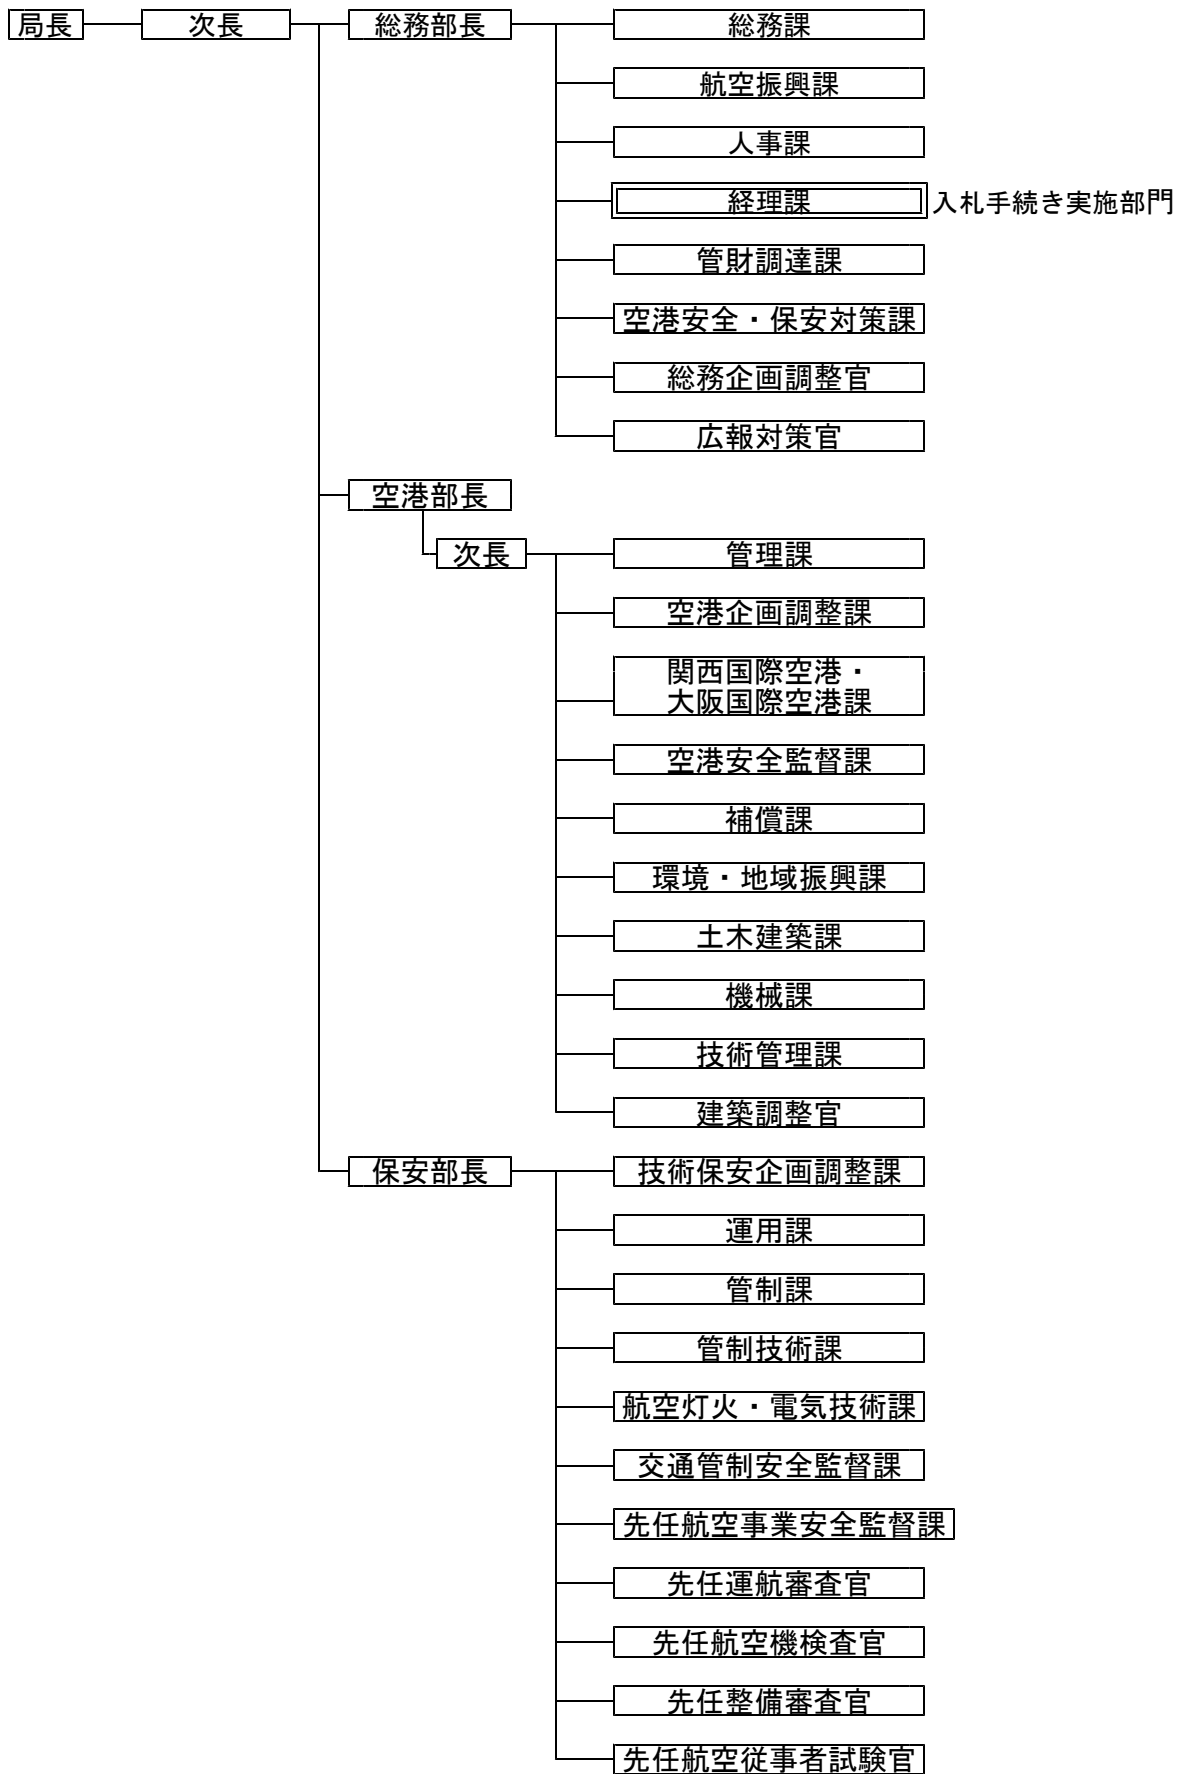 局長
次長
総務部長
総務課
航空振興課
人事課
経理課
入札手続き実施部門
管財調達課
空港安全・保安対策課
総務企画調整官
広報対策官
空港部長
次長
管理課
空港企画調整課
関西国際空港・
大阪国際空港課
空港安全監督課
補償課
環境・地域振興課
土木建築課
機械課
技術管理課
建築調整官
保安部長
技術保安企画調整課
運用課
管制課
管制技術課
航空灯火・電気技術課
交通管制安全監督課
先任航空事業安全監督課
先任運航審査官
先任航空機検査官
先任整備審査官
先任航空従事者試験官